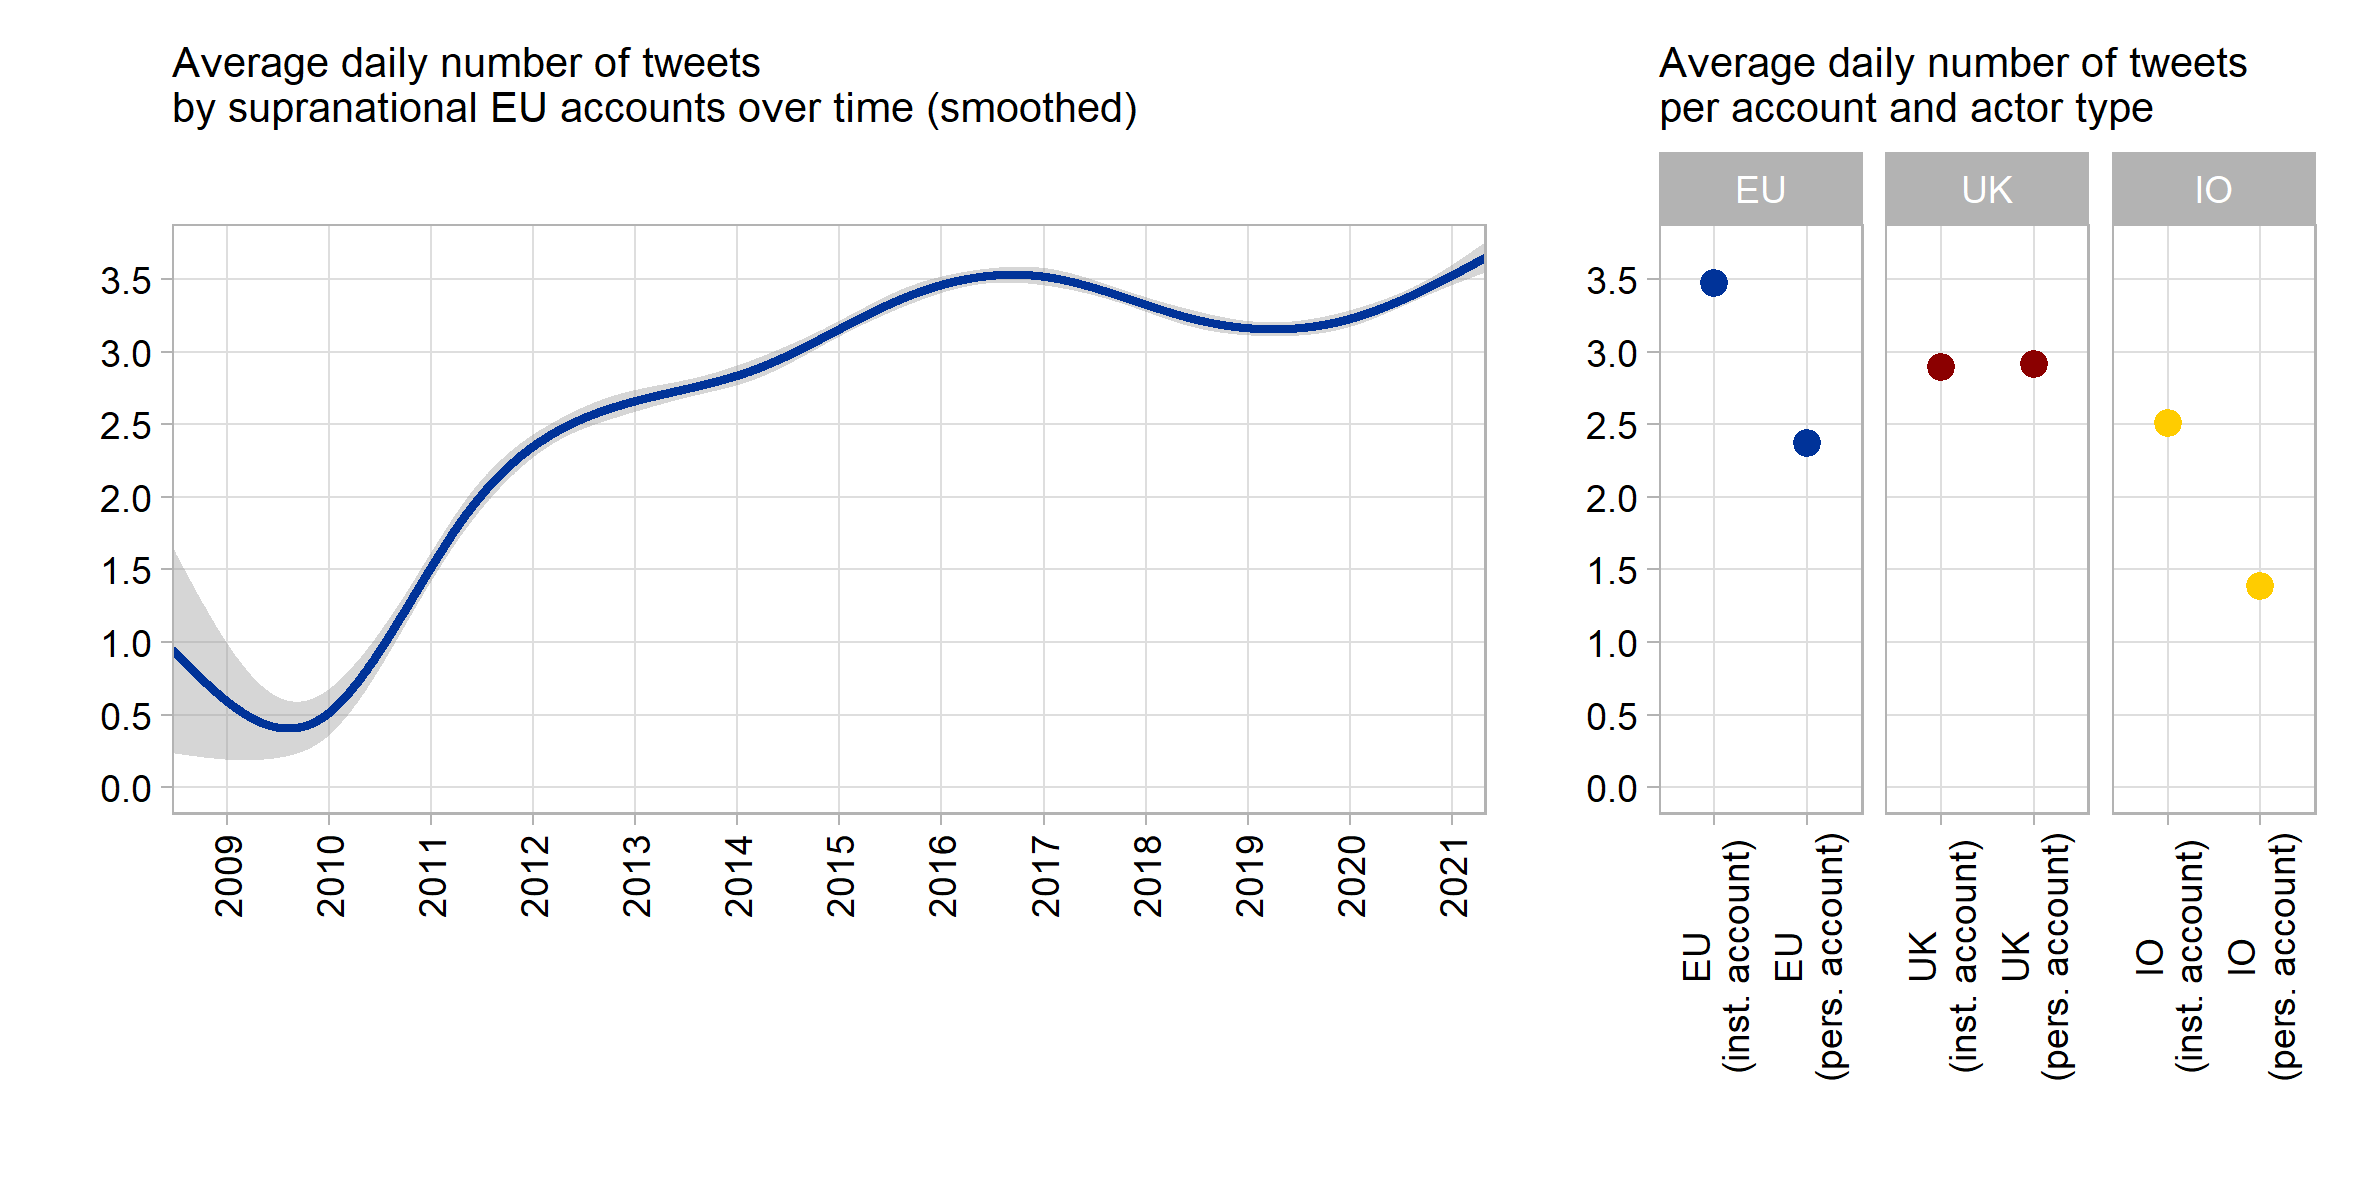 Average daily number of tweets
by supranational EU accounts over time (smoothed)
3.5
3.0
2.5
2.0
1.5
1.0
0.5
0.0
2009
2010
2011
2012
2013
2014
2015
2016
2017
2018
2019
2020
2021
Average daily number of tweets
per account and actor type
EU
UK
IO
3.5
3.0
2.5
2.0
1.5
1.0
0.5
0.0
EU
(inst. account)
EU
(pers. account)
UK
(inst. account)
UK
(pers. account)
IO
(inst. account)
IO
(pers. account)